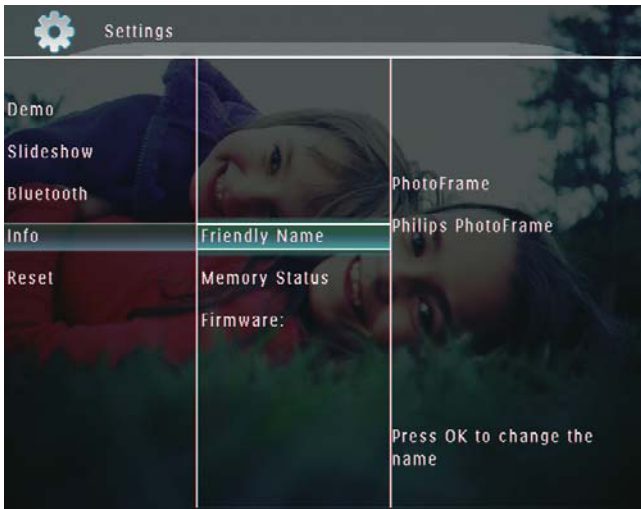 Settings
Demo
Slideshow
Bluetooth
Info
Reset
Friendly Name
Memory Status
Firmware:
PhotoFrame
Philips PhotoFrame
Press OK to change the
name